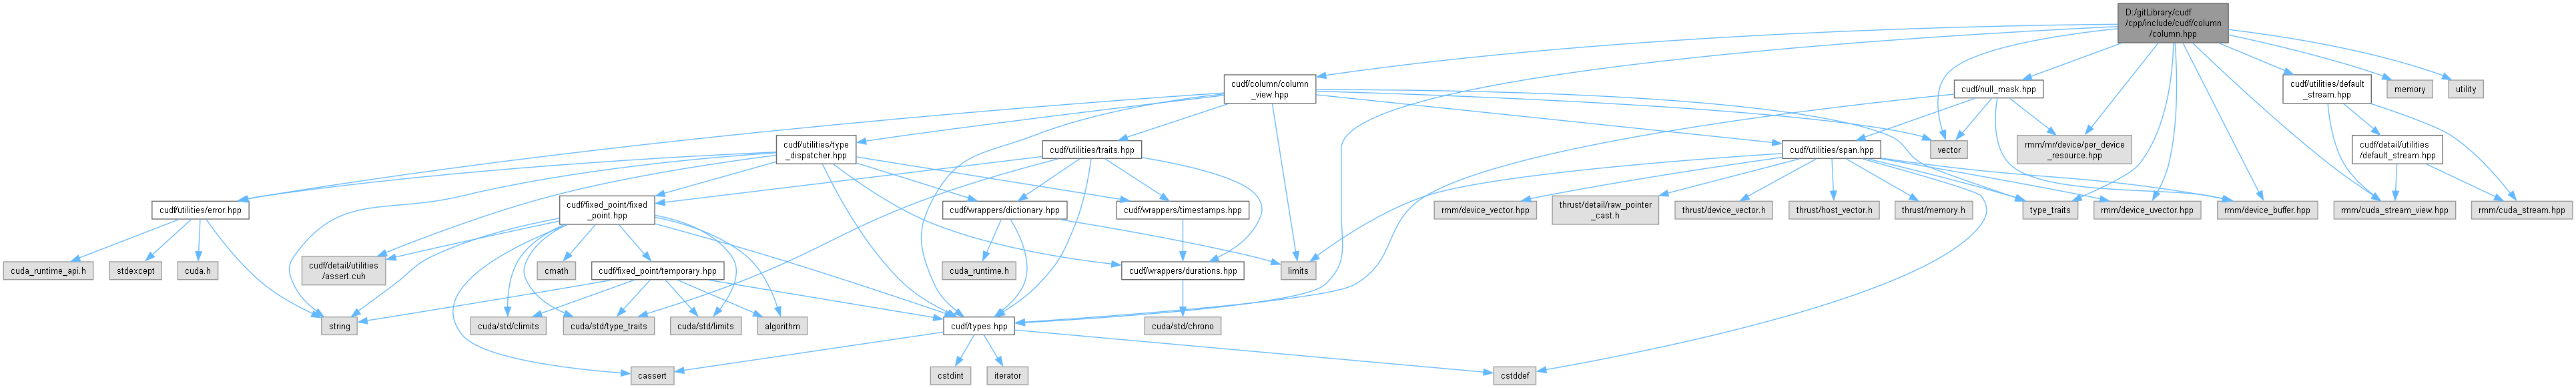 D:/gitLibrary/cudf
/cpp/include/cudf/column
/column.hpp
cudf/column/column
_view.hpp
cudf/null_mask.hpp
cudf/utilities/default
_stream.hpp
memory
utility
cudf/utilities/type
_dispatcher.hpp
cudf/utilities/traits.hpp
cudf/utilities/span.hpp
vector
rmm/mr/device/per_device
_resource.hpp
cudf/detail/utilities
/default_stream.hpp
cudf/utilities/error.hpp
cudf/fixed_point/fixed
_point.hpp
cudf/wrappers/dictionary.hpp
cudf/wrappers/timestamps.hpp
rmm/device_vector.hpp
thrust/detail/raw_pointer
_cast.h
thrust/device_vector.h
thrust/host_vector.h
thrust/memory.h
type_traits
rmm/device_uvector.hpp
rmm/device_buffer.hpp
rmm/cuda_stream_view.hpp
rmm/cuda_stream.hpp
cuda_runtime_api.h
stdexcept
cuda.h
cudf/detail/utilities
/assert.cuh
cmath
cudf/fixed_point/temporary.hpp
cuda_runtime.h
cudf/wrappers/durations.hpp
limits
string
cuda/std/climits
cuda/std/type_traits
cuda/std/limits
algorithm
cudf/types.hpp
cuda/std/chrono
cassert
cstdint
iterator
cstddef